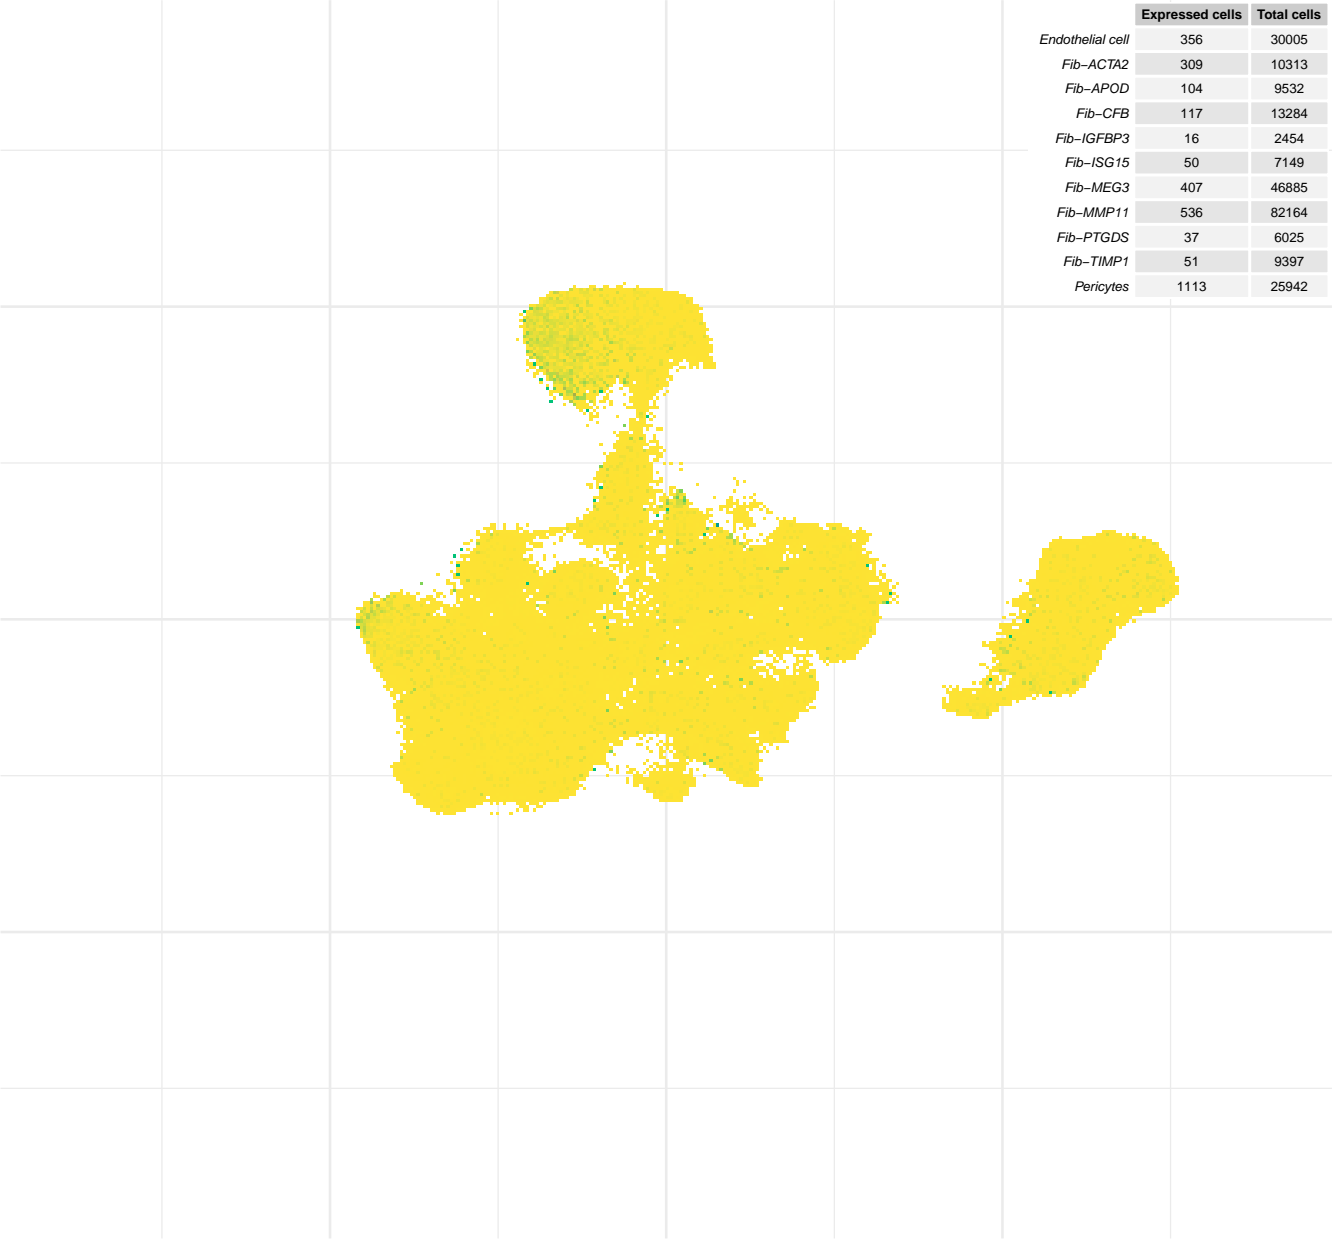 Expressed cells Total cells
Endothelial cell 356 30005
Fib−ACTA2 309 10313
Fib−APOD 104 9532
Fib−CFB 117 13284
Fib−IGFBP3 16 2454
Fib−ISG15 50 7149
Fib−MEG3 407 46885
Fib−MMP11 536 82164
Fib−PTGDS 37 6025
Fib−TIMP1 51 9397
Pericytes 1113 25942